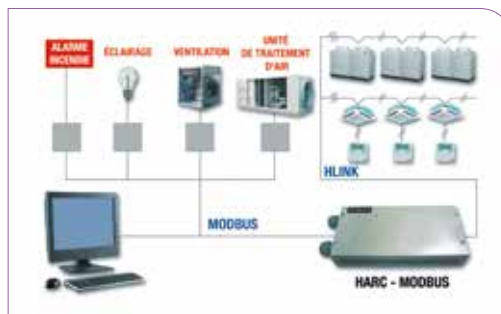 ALARME
INCENDIE
ÉCLAIRAGE
VENTILATION
UNITÉ
DE TRAITEMENT
D'AIR
HLINK
MODBUS
HARC - MODBUS